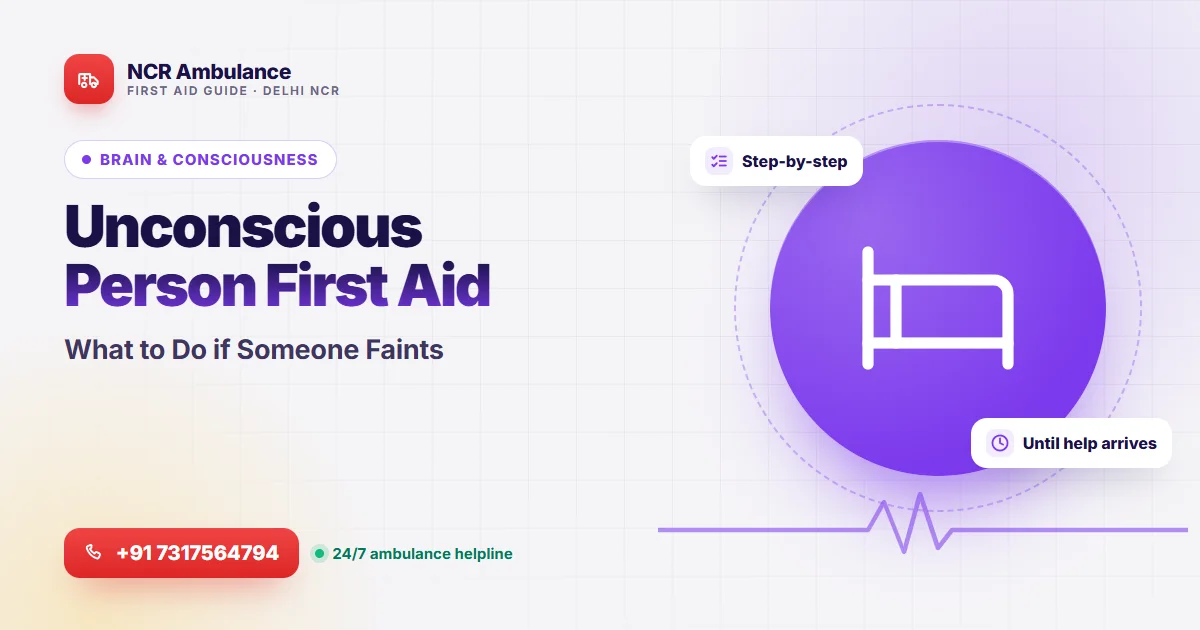 NCR Ambulance
FIRST AID GUIDE · DELHI NCR
BRAIN & CONSCIOUSNESS
Unconscious
Person First Aid
What to Do if Someone Faints
Step-by-step
Until help arrives
+91 7317564794
24/7 ambulance helpline